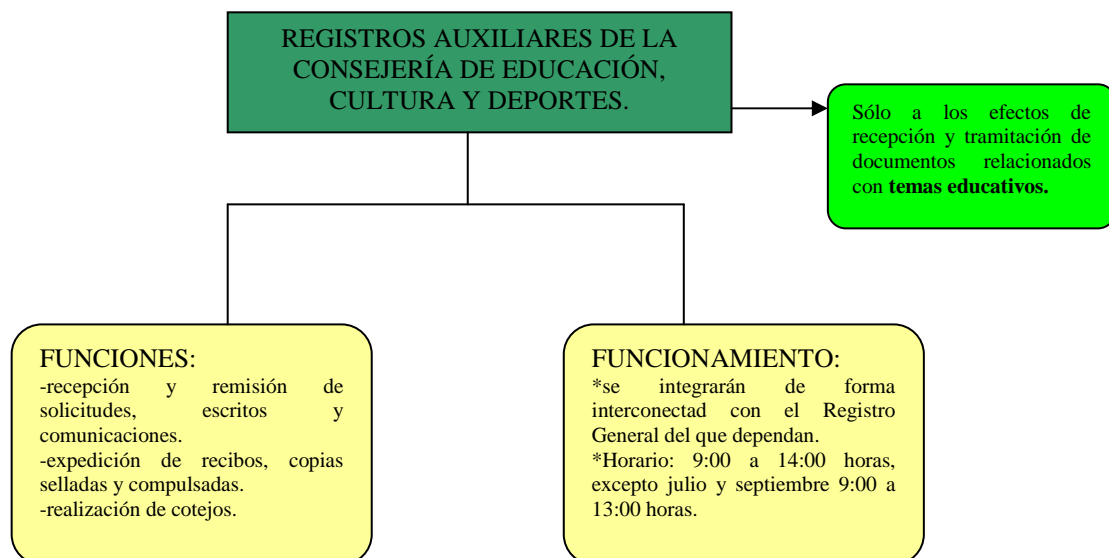 REGISTROS AUXILIARES DE LA
CONSEJERÍA DE EDUCACIÓN,
CULTURA Y DEPORTES.
Sólo a los efectos de
recepción y tramitación de
documentos relacionados
con temas educativos.
FUNCIONES:
-recepción y remisión de
solicitudes, escritos y
comunicaciones.
-expedición de recibos, copias
selladas y compulsadas.
-realización de cotejos.
FUNCIONAMIENTO:
*se integrarán de forma
interconectad con el Registro
General del que dependan.
*Horario: 9:00 a 14:00 horas,
excepto julio y septiembre 9:00 a
13:00 horas.